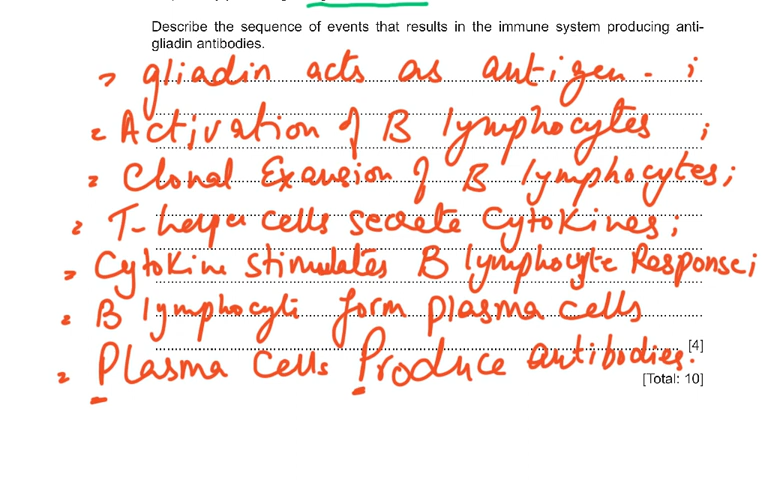 Describe the sequence of events that results in the immune system producing anti-
gliadin antibodies.
gliadin acts as antigen - ;
Activation of B lymphocytes ;
Clonal Expansion of B lymphocytes;
T-helper cells secrete Cytokines;
Cytokine Stimulates B lymphocyte Response;
B lymphocyte form plasma cells
[4]
Plasma Cells Produce antibodies.
[Total: 10]